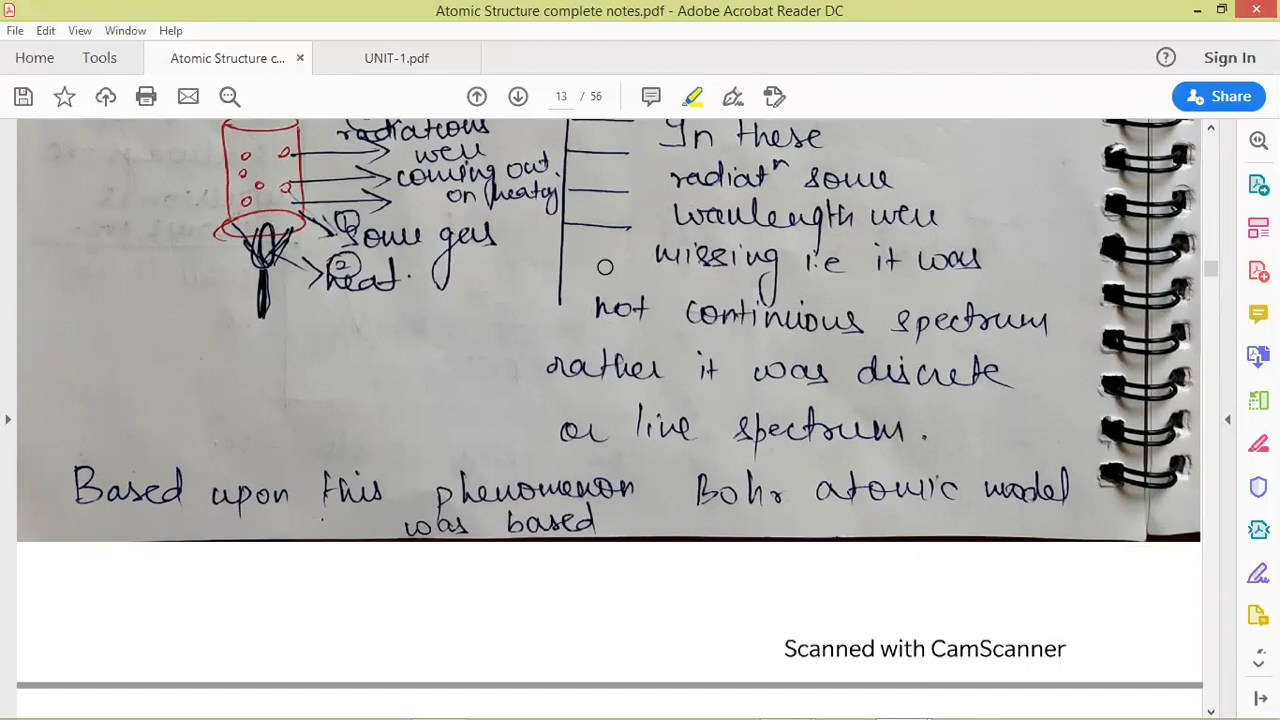 Atomic Structure complete notes.pdf - Adobe Acrobat Reader DC
File Edit View Window Help
Home Tools Atomic Structure c... × UNIT-1.pdf Sign In
13 / 56 Share
radiations
were
coming out
on heating
① some gas
② heat.
In these
radiatⁿ some
wavelength were
missing i.e it was
not continuous spectrum
rather it was discrete
or line spectrum.
Based upon this phenomenon Bohr atomic model
was based
Scanned with CamScanner